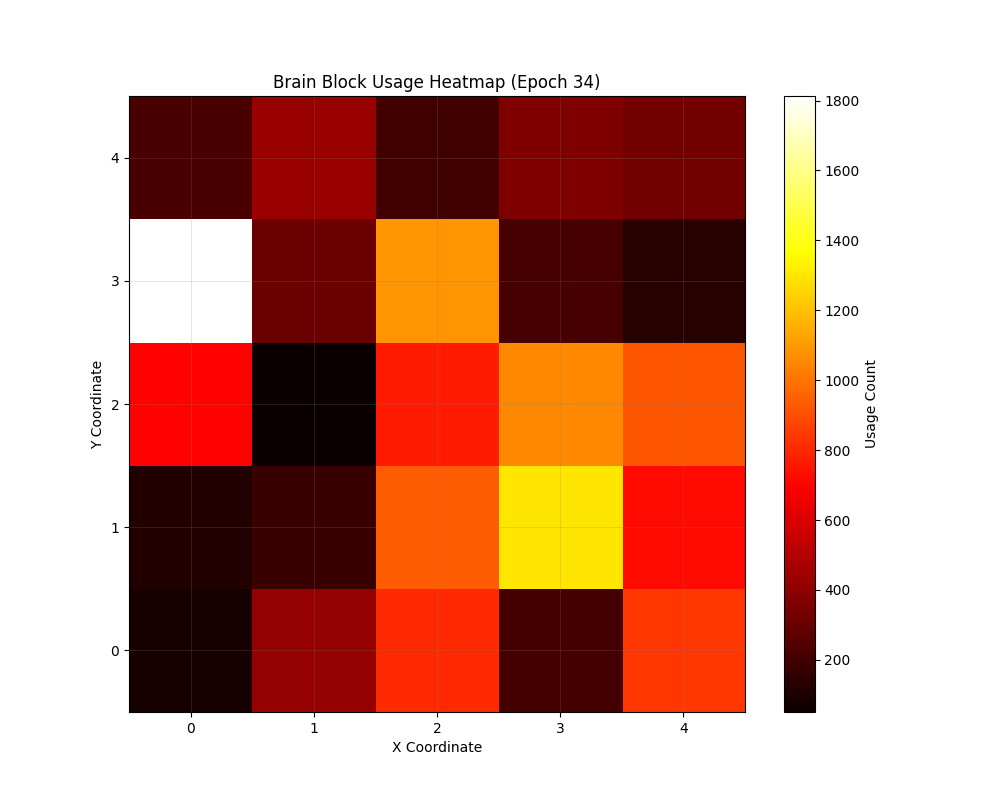 Brain Block Usage Heatmap (Epoch 34)
4
3
2
1
0
Y Coordinate
0 1 2 3 4
X Coordinate
1800
1600
1400
1200
1000
800
600
400
200
Usage Count